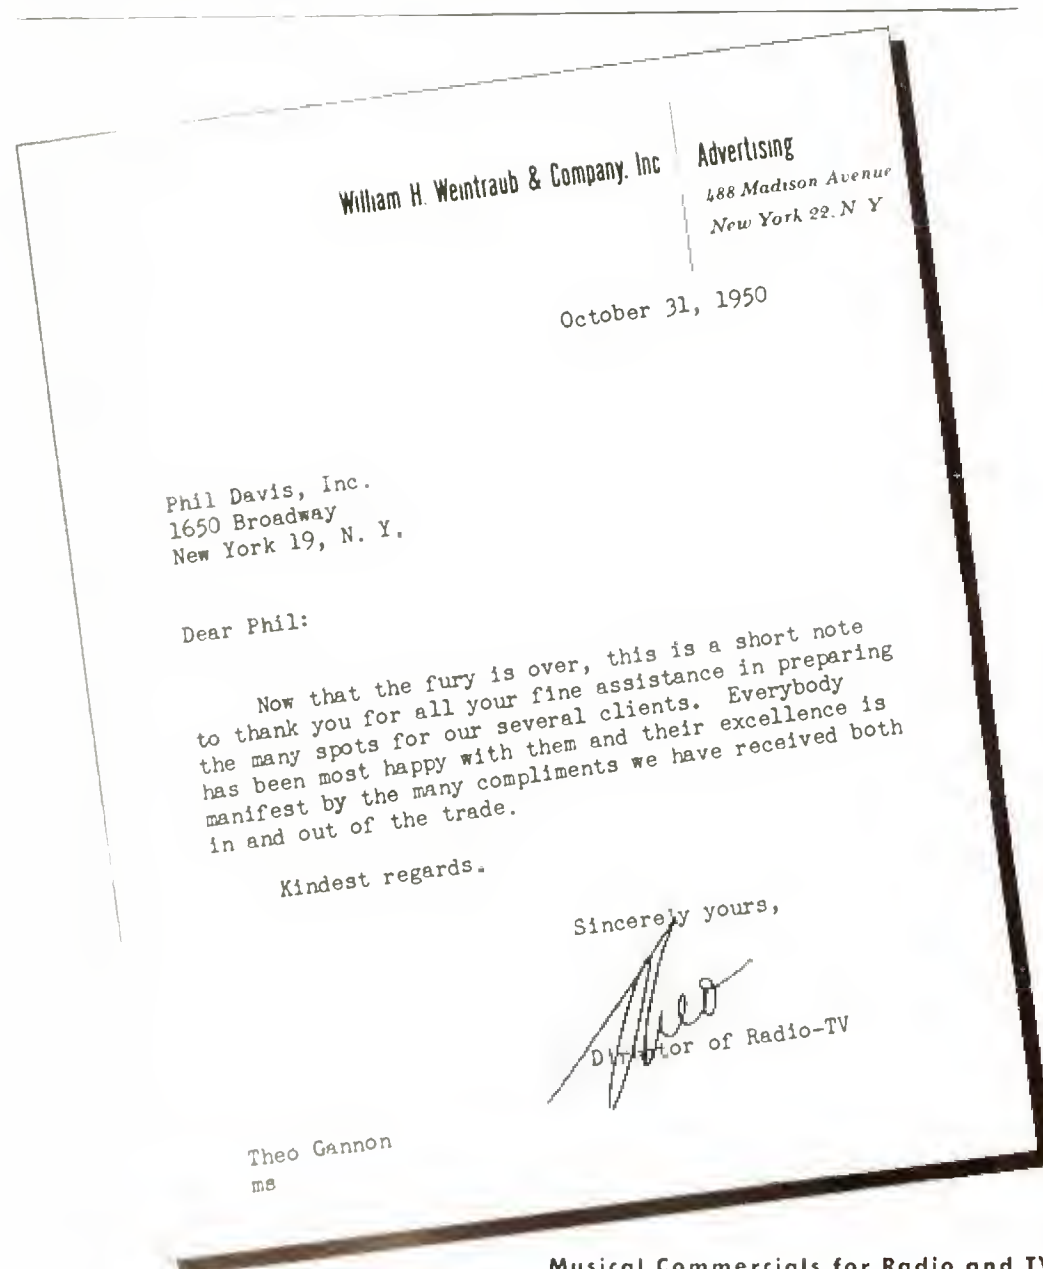 William H. Weintraub & Company, Inc
Advertising
488 Madison Avenue
New York 22, N Y
October 31, 1950
Phil Davis, Inc.
1650 Broadway
New York 19, N. Y.
Dear Phil:
Now that the fury is over, this is a short note
to thank you for all your fine assistance in preparing
the many spots for our several clients. Everybody
has been most happy with them and their excellence is
manifest by the many compliments we have received both
in and out of the trade.
Kindest regards.
Sincerely yours,
Theo
Director of Radio-TV
Theo Gannon
ms
Musical Commercials for Radio and TV